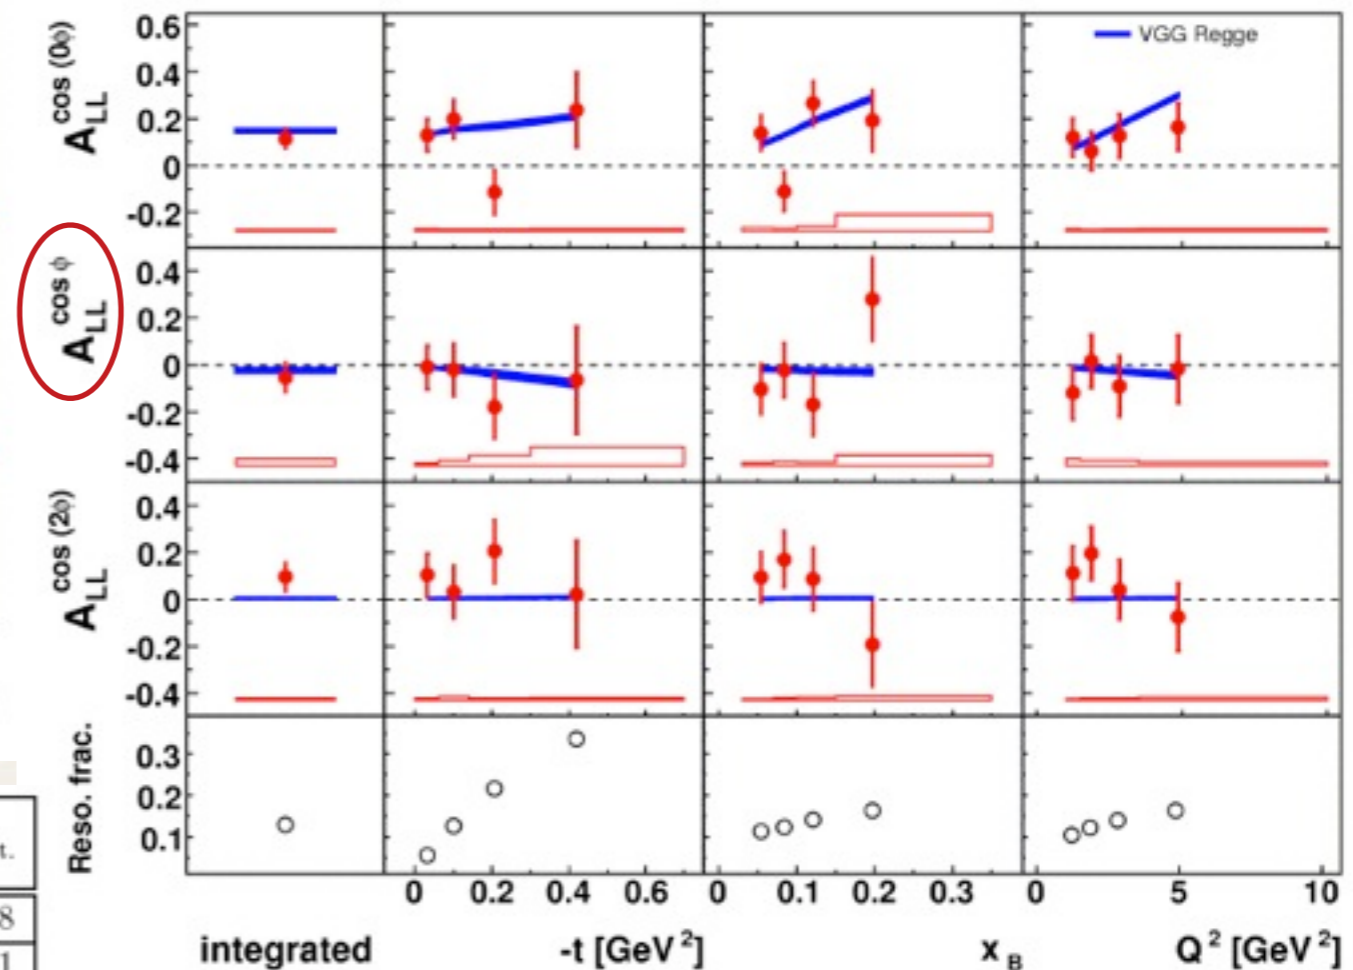 A_LL^cos (0φ)
0.6
0.4
0.2
0
-0.2
VGG Regge
A_LL^cos φ
0.4
0.2
0
-0.2
-0.4
A_LL^cos (2φ)
0.4
0.2
0
-0.2
-0.4
Reso. frac.
0.3
0.2
0.1
0 0.2 0.4 0.6 0 0.1 0.2 0.3 0 5 10
integrated -t [GeV²] x_B Q² [GeV²]
t.
8
1